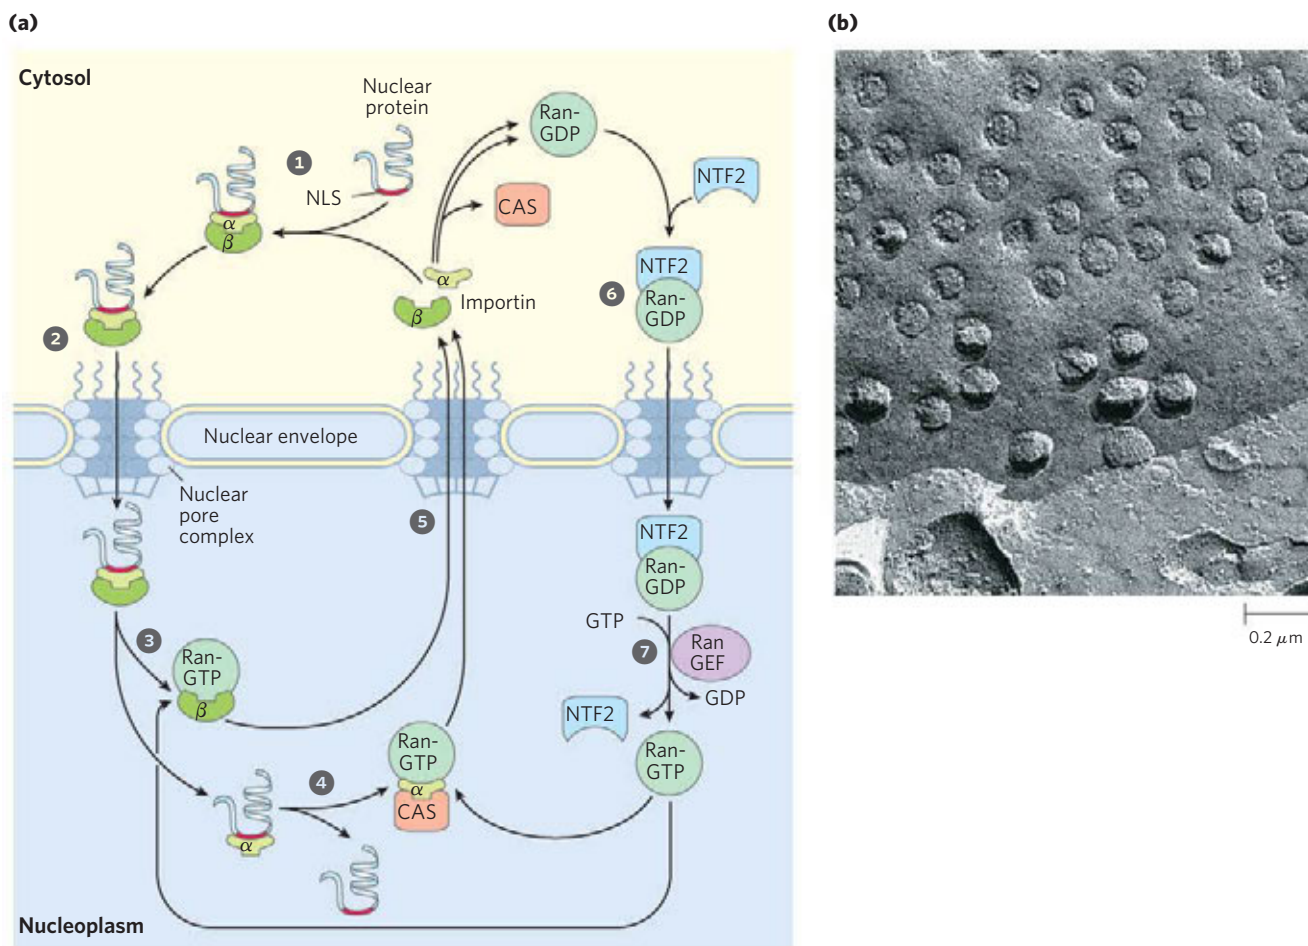 (a)
(b)
Cytosol
Nuclear
protein
Ran-
GDP
1
NTF2
NLS
CAS
α
β
NTF2
α
Importin
6
Ran-
GDP
β
2
Nuclear envelope
Nuclear
pore
complex
5
NTF2
Ran-
GDP
GTP
3
7
Ran
GEF
Ran-
GTP
GDP
β
NTF2
Ran-
GTP
Ran-
GTP
4
α
CAS
α
Nucleoplasm
0.2 μm